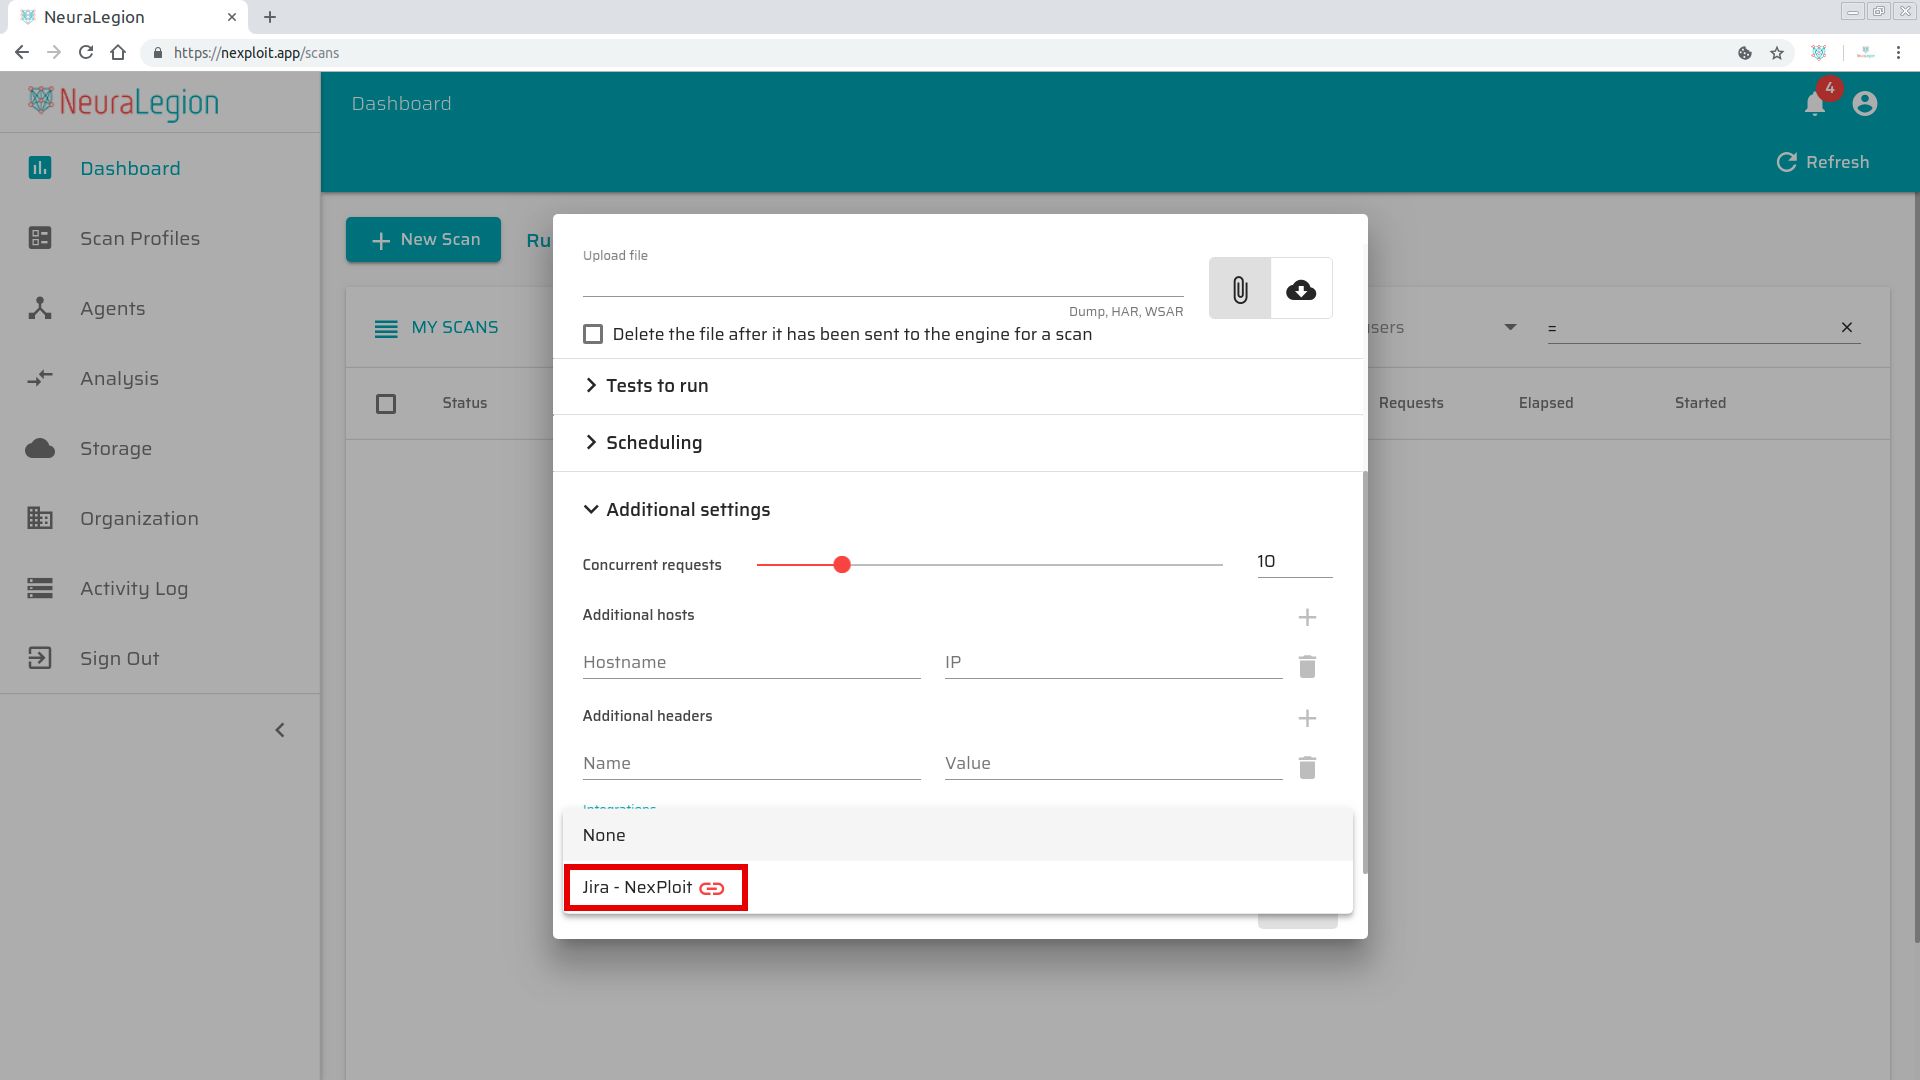 NeuraLegion
https://nexploit.app/scans
NeuraLegion
Dashboard
4
Refresh
Dashboard
Scan Profiles
Agents
Analysis
Storage
Organization
Activity Log
Sign Out
New Scan
Ru
MY SCANS
sers
=
Status
Requests
Elapsed
Started
Upload file
Dump, HAR, WSAR
Delete the file after it has been sent to the engine for a scan
Tests to run
Scheduling
Additional settings
Concurrent requests
10
Additional hosts
Hostname
IP
Additional headers
Name
Value
Integrations
None
Jira - NexPloit